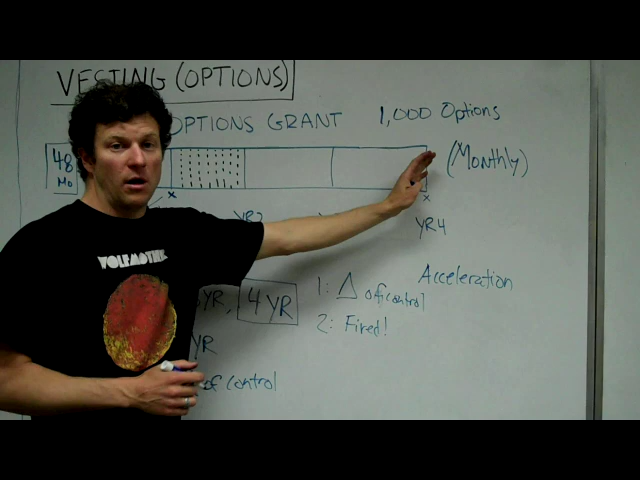 VESTING (OPTIONS)
OPTIONS GRANT 1,000 Options
48 (Monthly)
Mo
x x
YR2 YR4
WOLFMOTHER
YR, 4 YR 1: Δ of control Acceleration
2: Fired!
YR
of control